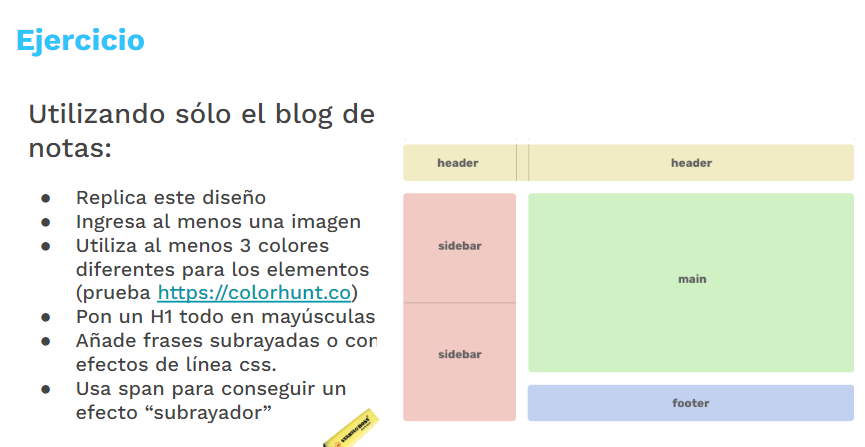 Ejercicio
Utilizando sólo el blog de
notas:
● Replica este diseño
● Ingresa al menos una imagen
● Utiliza al menos 3 colores
diferentes para los elementos
(prueba https://colorhunt.co)
● Pon un H1 todo en mayúsculas
● Añade frases subrayadas o con
efectos de línea css.
● Usa span para conseguir un
efecto “subrayador”
header
header
sidebar
main
sidebar
footer